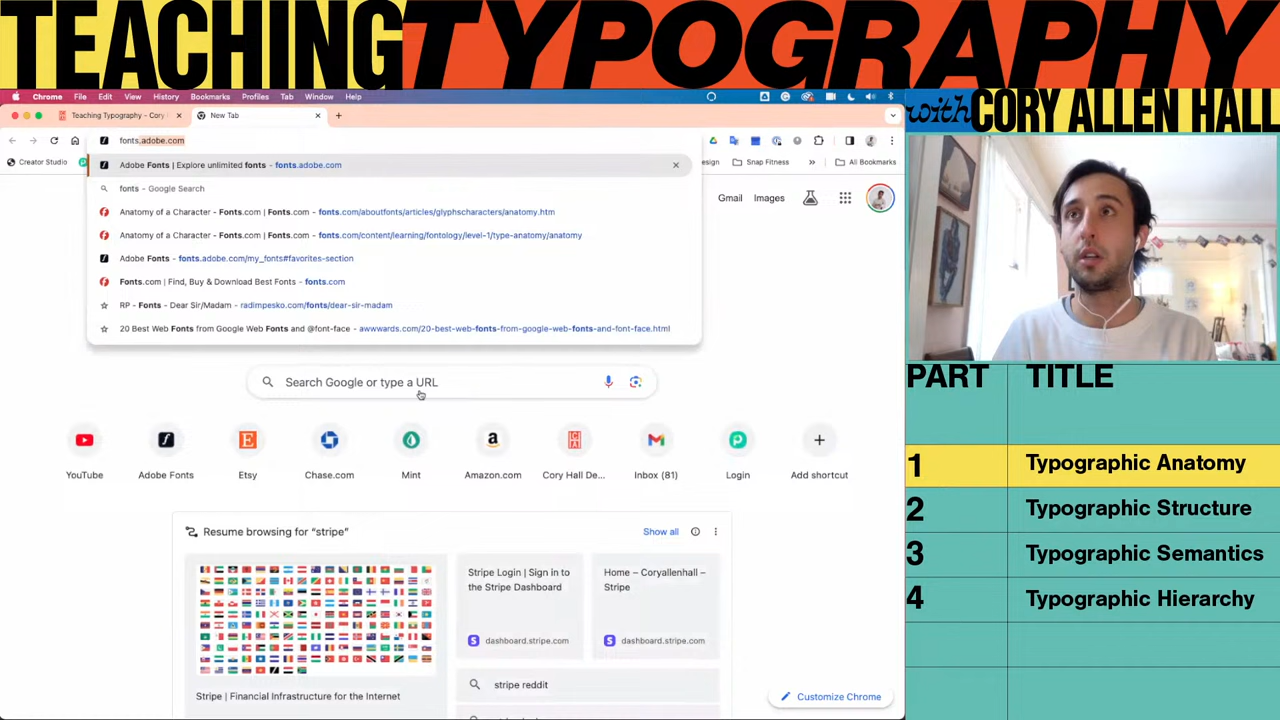 TEACHING TYPOGRAPHY
with CORY ALLEN HALL
Chrome File Edit View History Bookmarks Profiles Tab Window Help
Teaching Typography - Cory
New Tab
fonts.adobe.com
Creator Studio
Snap Fitness
All Bookmarks
Adobe Fonts | Explore unlimited fonts - fonts.adobe.com
fonts - Google Search
Anatomy of a Character - Fonts.com | Fonts.com - fonts.com/aboutfonts/articles/glyphscharacters/anatomy.htm
Anatomy of a Character - Fonts.com | Fonts.com - fonts.com/content/learning/fontology/level-1/type-anatomy/anatomy
Adobe Fonts - fonts.adobe.com/my_fonts#favorites-section
Fonts.com | Find, Buy & Download Best Fonts - fonts.com
RP - Fonts - Dear Sir/Madam - radimpesko.com/fonts/dear-sir-madam
20 Best Web Fonts from Google Web Fonts and @font-face - awwwards.com/20-best-web-fonts-from-google-web-fonts-and-font-face.html
Gmail Images
Search Google or type a URL
YouTube
Adobe Fonts
Etsy
Chase.com
Mint
Amazon.com
Cory Hall De...
Inbox (81)
Login
Add shortcut
Resume browsing for “stripe”
Show all
Stripe | Financial Infrastructure for the Internet
Stripe Login | Sign in to
the Stripe Dashboard
dashboard.stripe.com
Home – Coryallenhall –
Stripe
dashboard.stripe.com
stripe reddit
Customize Chrome
PART TITLE
1 Typographic Anatomy
2 Typographic Structure
3 Typographic Semantics
4 Typographic Hierarchy